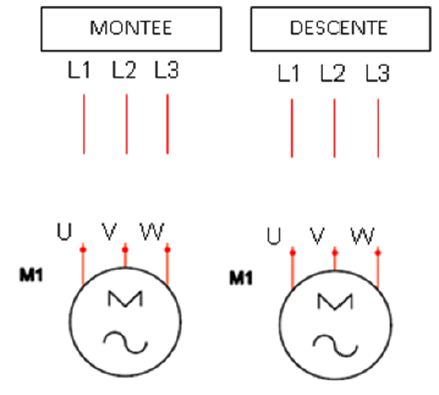 MONTEE DESCENTE
L1 L2 L3 L1 L2 L3
U V W U V W
M1 M1
M M